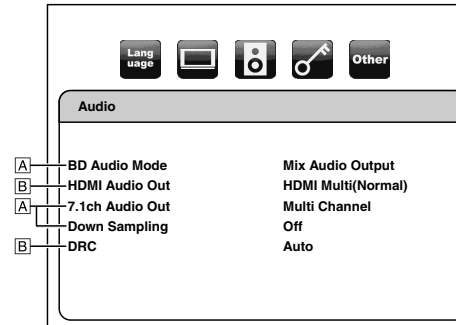 Lang
uage
Other
Audio
A BD Audio Mode Mix Audio Output
B HDMI Audio Out HDMI Multi(Normal)
A 7.1ch Audio Out Multi Channel
Down Sampling Off
B DRC Auto